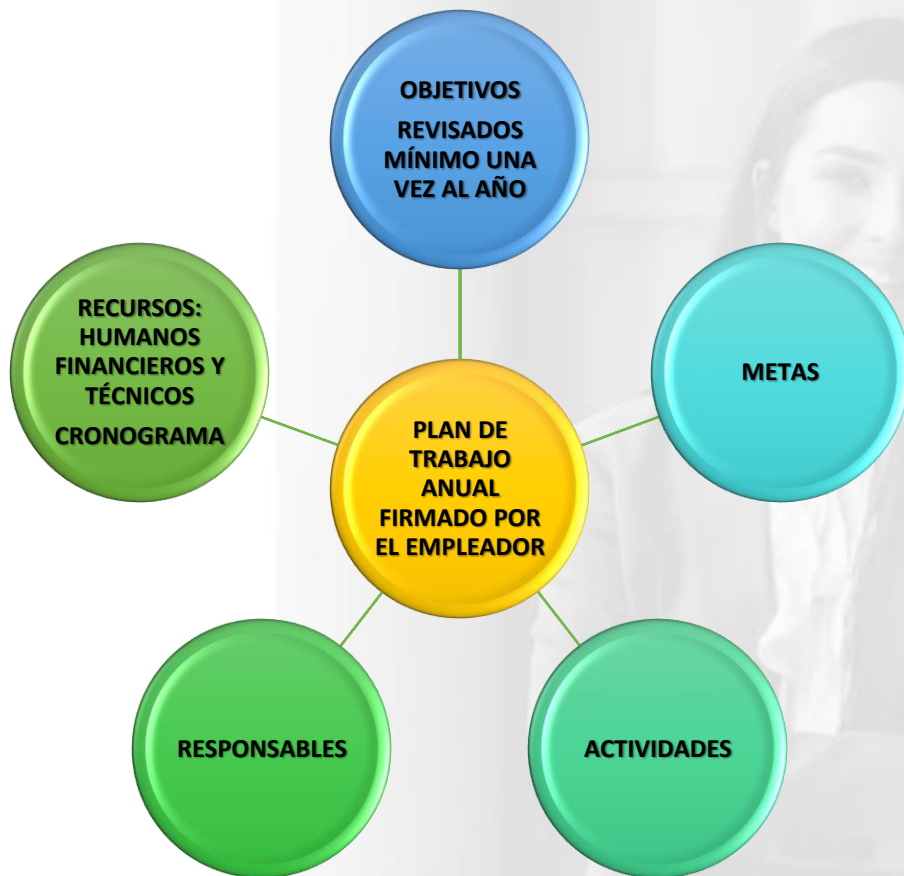 OBJETIVOS
REVISADOS
MÍNIMO UNA
VEZ AL AÑO
RECURSOS:
HUMANOS
FINANCIEROS Y
TÉCNICOS
CRONOGRAMA
METAS
PLAN DE
TRABAJO
ANUAL
FIRMADO POR
EL EMPLEADOR
RESPONSABLES
ACTIVIDADES